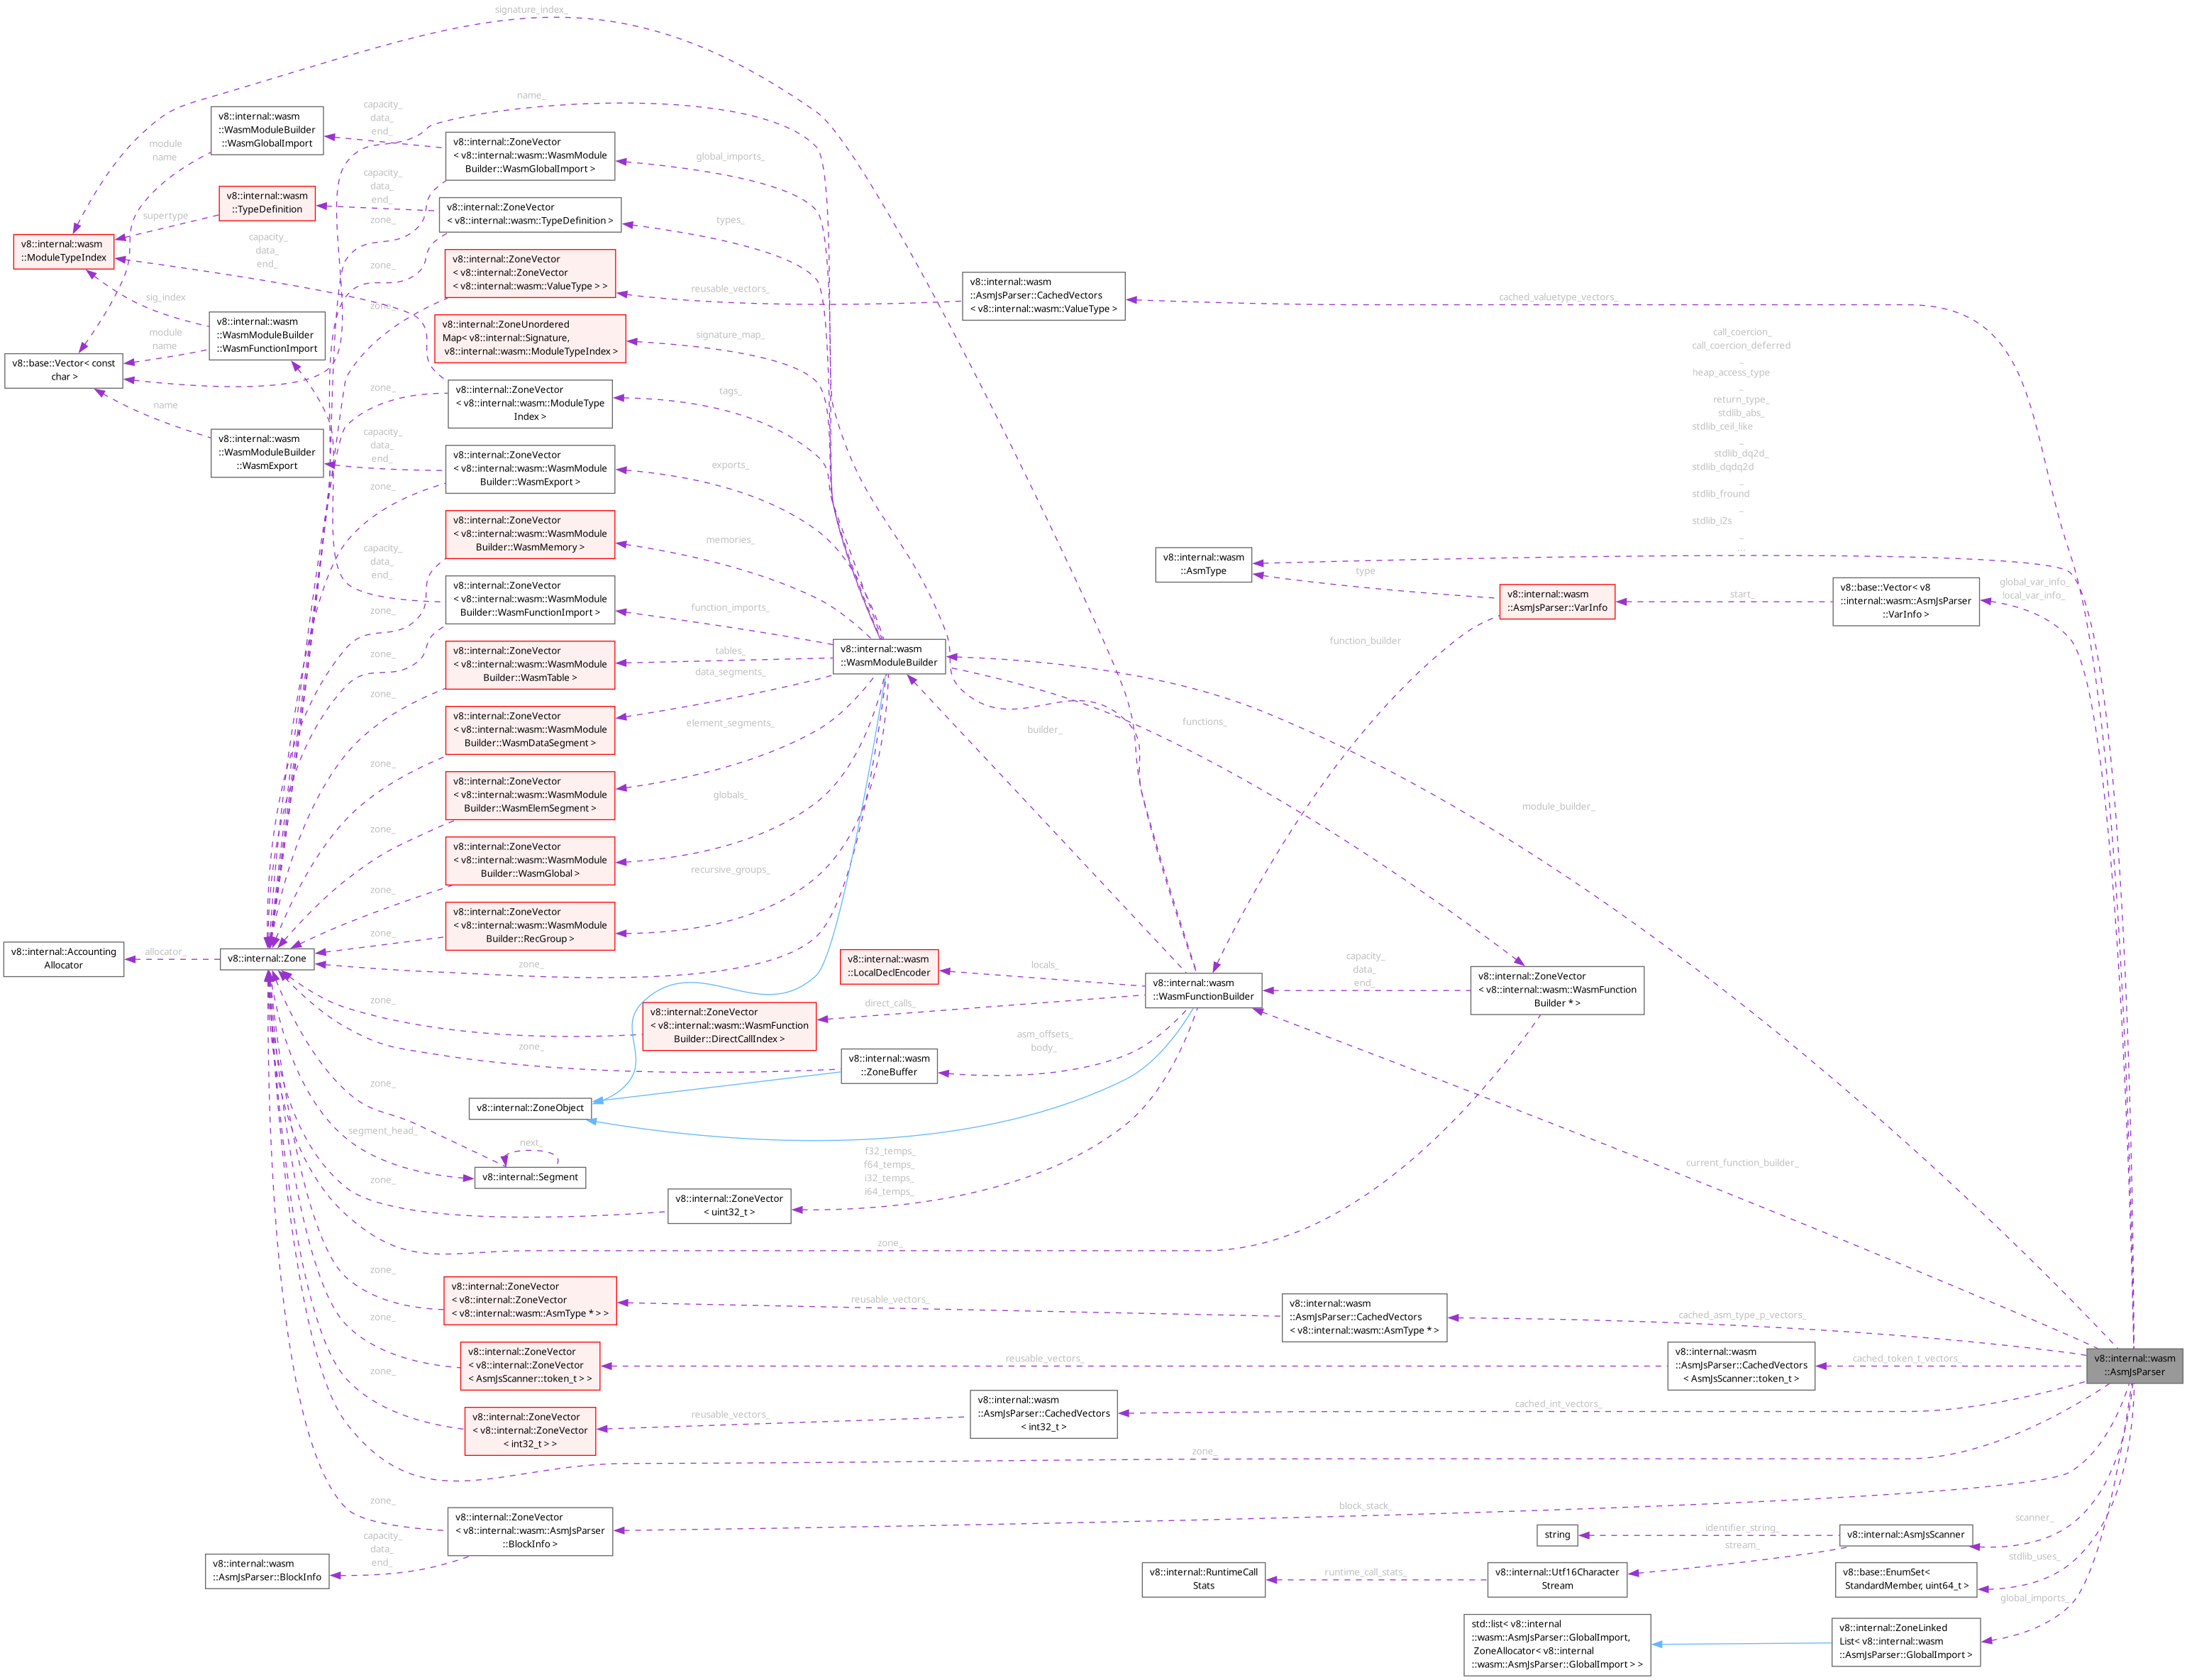 signature_index_
name_
capacity_
data_
end_
v8::internal::wasm
::WasmModuleBuilder
::WasmGlobalImport
v8::internal::ZoneVector
< v8::internal::wasm::WasmModule
Builder::WasmGlobalImport >
module
name
global_imports_
capacity_
data_
end_
zone_
v8::internal::wasm
::TypeDefinition
v8::internal::ZoneVector
< v8::internal::wasm::TypeDefinition >
supertype
types_
v8::internal::wasm
::ModuleTypeIndex
capacity_
data_
end_
zone_
v8::internal::ZoneVector
< v8::internal::ZoneVector
< v8::internal::wasm::ValueType > >
reusable_vectors_
v8::internal::wasm
::AsmJsParser::CachedVectors
< v8::internal::wasm::ValueType >
cached_valuetype_vectors_
sig_index
zone_
v8::internal::wasm
::WasmModuleBuilder
::WasmFunctionImport
module
name
v8::internal::ZoneUnordered
Map< v8::internal::Signature,
v8::internal::wasm::ModuleTypeIndex >
signature_map_
v8::base::Vector< const
char >
zone_
v8::internal::ZoneVector
< v8::internal::wasm::ModuleType
Index >
tags_
name
v8::internal::wasm
::WasmModuleBuilder
::WasmExport
capacity_
data_
end_
zone_
v8::internal::ZoneVector
< v8::internal::wasm::WasmModule
Builder::WasmExport >
exports_
call_coercion_
call_coercion_deferred
_
heap_access_type
_
return_type_
stdlib_abs_
stdlib_ceil_like
_
stdlib_dq2d_
stdlib_dqdq2d
_
stdlib_fround
_
stdlib_i2s
_
...
v8::internal::ZoneVector
< v8::internal::wasm::WasmModule
Builder::WasmMemory >
memories_
v8::internal::wasm
::AsmType
type
v8::internal::wasm
::AsmJsParser::VarInfo
start_
v8::base::Vector< v8
::internal::wasm::AsmJsParser
::VarInfo >
global_var_info_
local_var_info_
capacity_
data_
end_
zone_
v8::internal::ZoneVector
< v8::internal::wasm::WasmModule
Builder::WasmFunctionImport >
function_imports_
zone_
v8::internal::ZoneVector
< v8::internal::wasm::WasmModule
Builder::WasmTable >
tables_
data_segments_
v8::internal::wasm
::WasmModuleBuilder
function_builder
zone_
v8::internal::ZoneVector
< v8::internal::wasm::WasmModule
Builder::WasmDataSegment >
element_segments_
builder_
functions_
zone_
v8::internal::ZoneVector
< v8::internal::wasm::WasmModule
Builder::WasmElemSegment >
globals_
module_builder_
zone_
v8::internal::ZoneVector
< v8::internal::wasm::WasmModule
Builder::WasmGlobal >
recursive_groups_
zone_
v8::internal::ZoneVector
< v8::internal::wasm::WasmModule
Builder::RecGroup >
zone_
v8::internal::Accounting
Allocator
allocator_
v8::internal::Zone
zone_
v8::internal::wasm
::LocalDeclEncoder
locals_
v8::internal::wasm
::WasmFunctionBuilder
capacity_
data_
end_
v8::internal::ZoneVector
< v8::internal::wasm::WasmFunction
Builder * >
zone_
v8::internal::ZoneVector
< v8::internal::wasm::WasmFunction
Builder::DirectCallIndex >
direct_calls_
zone_
v8::internal::wasm
::ZoneBuffer
asm_offsets_
body_
zone_
v8::internal::ZoneObject
segment_head_
next_
v8::internal::Segment
f32_temps_
f64_temps_
i32_temps_
i64_temps_
current_function_builder_
zone_
v8::internal::ZoneVector
< uint32_t >
zone_
zone_
v8::internal::ZoneVector
< v8::internal::ZoneVector
< v8::internal::wasm::AsmType * > >
reusable_vectors_
v8::internal::wasm
::AsmJsParser::CachedVectors
< v8::internal::wasm::AsmType * >
cached_asm_type_p_vectors_
zone_
v8::internal::ZoneVector
< v8::internal::ZoneVector
< AsmJsScanner::token_t > >
reusable_vectors_
v8::internal::wasm
::AsmJsParser::CachedVectors
< AsmJsScanner::token_t >
cached_token_t_vectors_
v8::internal::wasm
::AsmJsParser
zone_
v8::internal::ZoneVector
< v8::internal::ZoneVector
< int32_t > >
reusable_vectors_
v8::internal::wasm
::AsmJsParser::CachedVectors
< int32_t >
cached_int_vectors_
zone_
zone_
block_stack_
v8::internal::ZoneVector
< v8::internal::wasm::AsmJsParser
::BlockInfo >
capacity_
data_
end_
v8::internal::wasm
::AsmJsParser::BlockInfo
string
identifier_string_
v8::internal::AsmJsScanner
scanner_
stream_
v8::internal::RuntimeCall
Stats
runtime_call_stats_
v8::internal::Utf16Character
Stream
v8::base::EnumSet<
StandardMember, uint64_t >
stdlib_uses_
global_imports_
std::list< v8::internal
::wasm::AsmJsParser::GlobalImport,
ZoneAllocator< v8::internal
::wasm::AsmJsParser::GlobalImport > >
v8::internal::ZoneLinked
List< v8::internal::wasm
::AsmJsParser::GlobalImport >